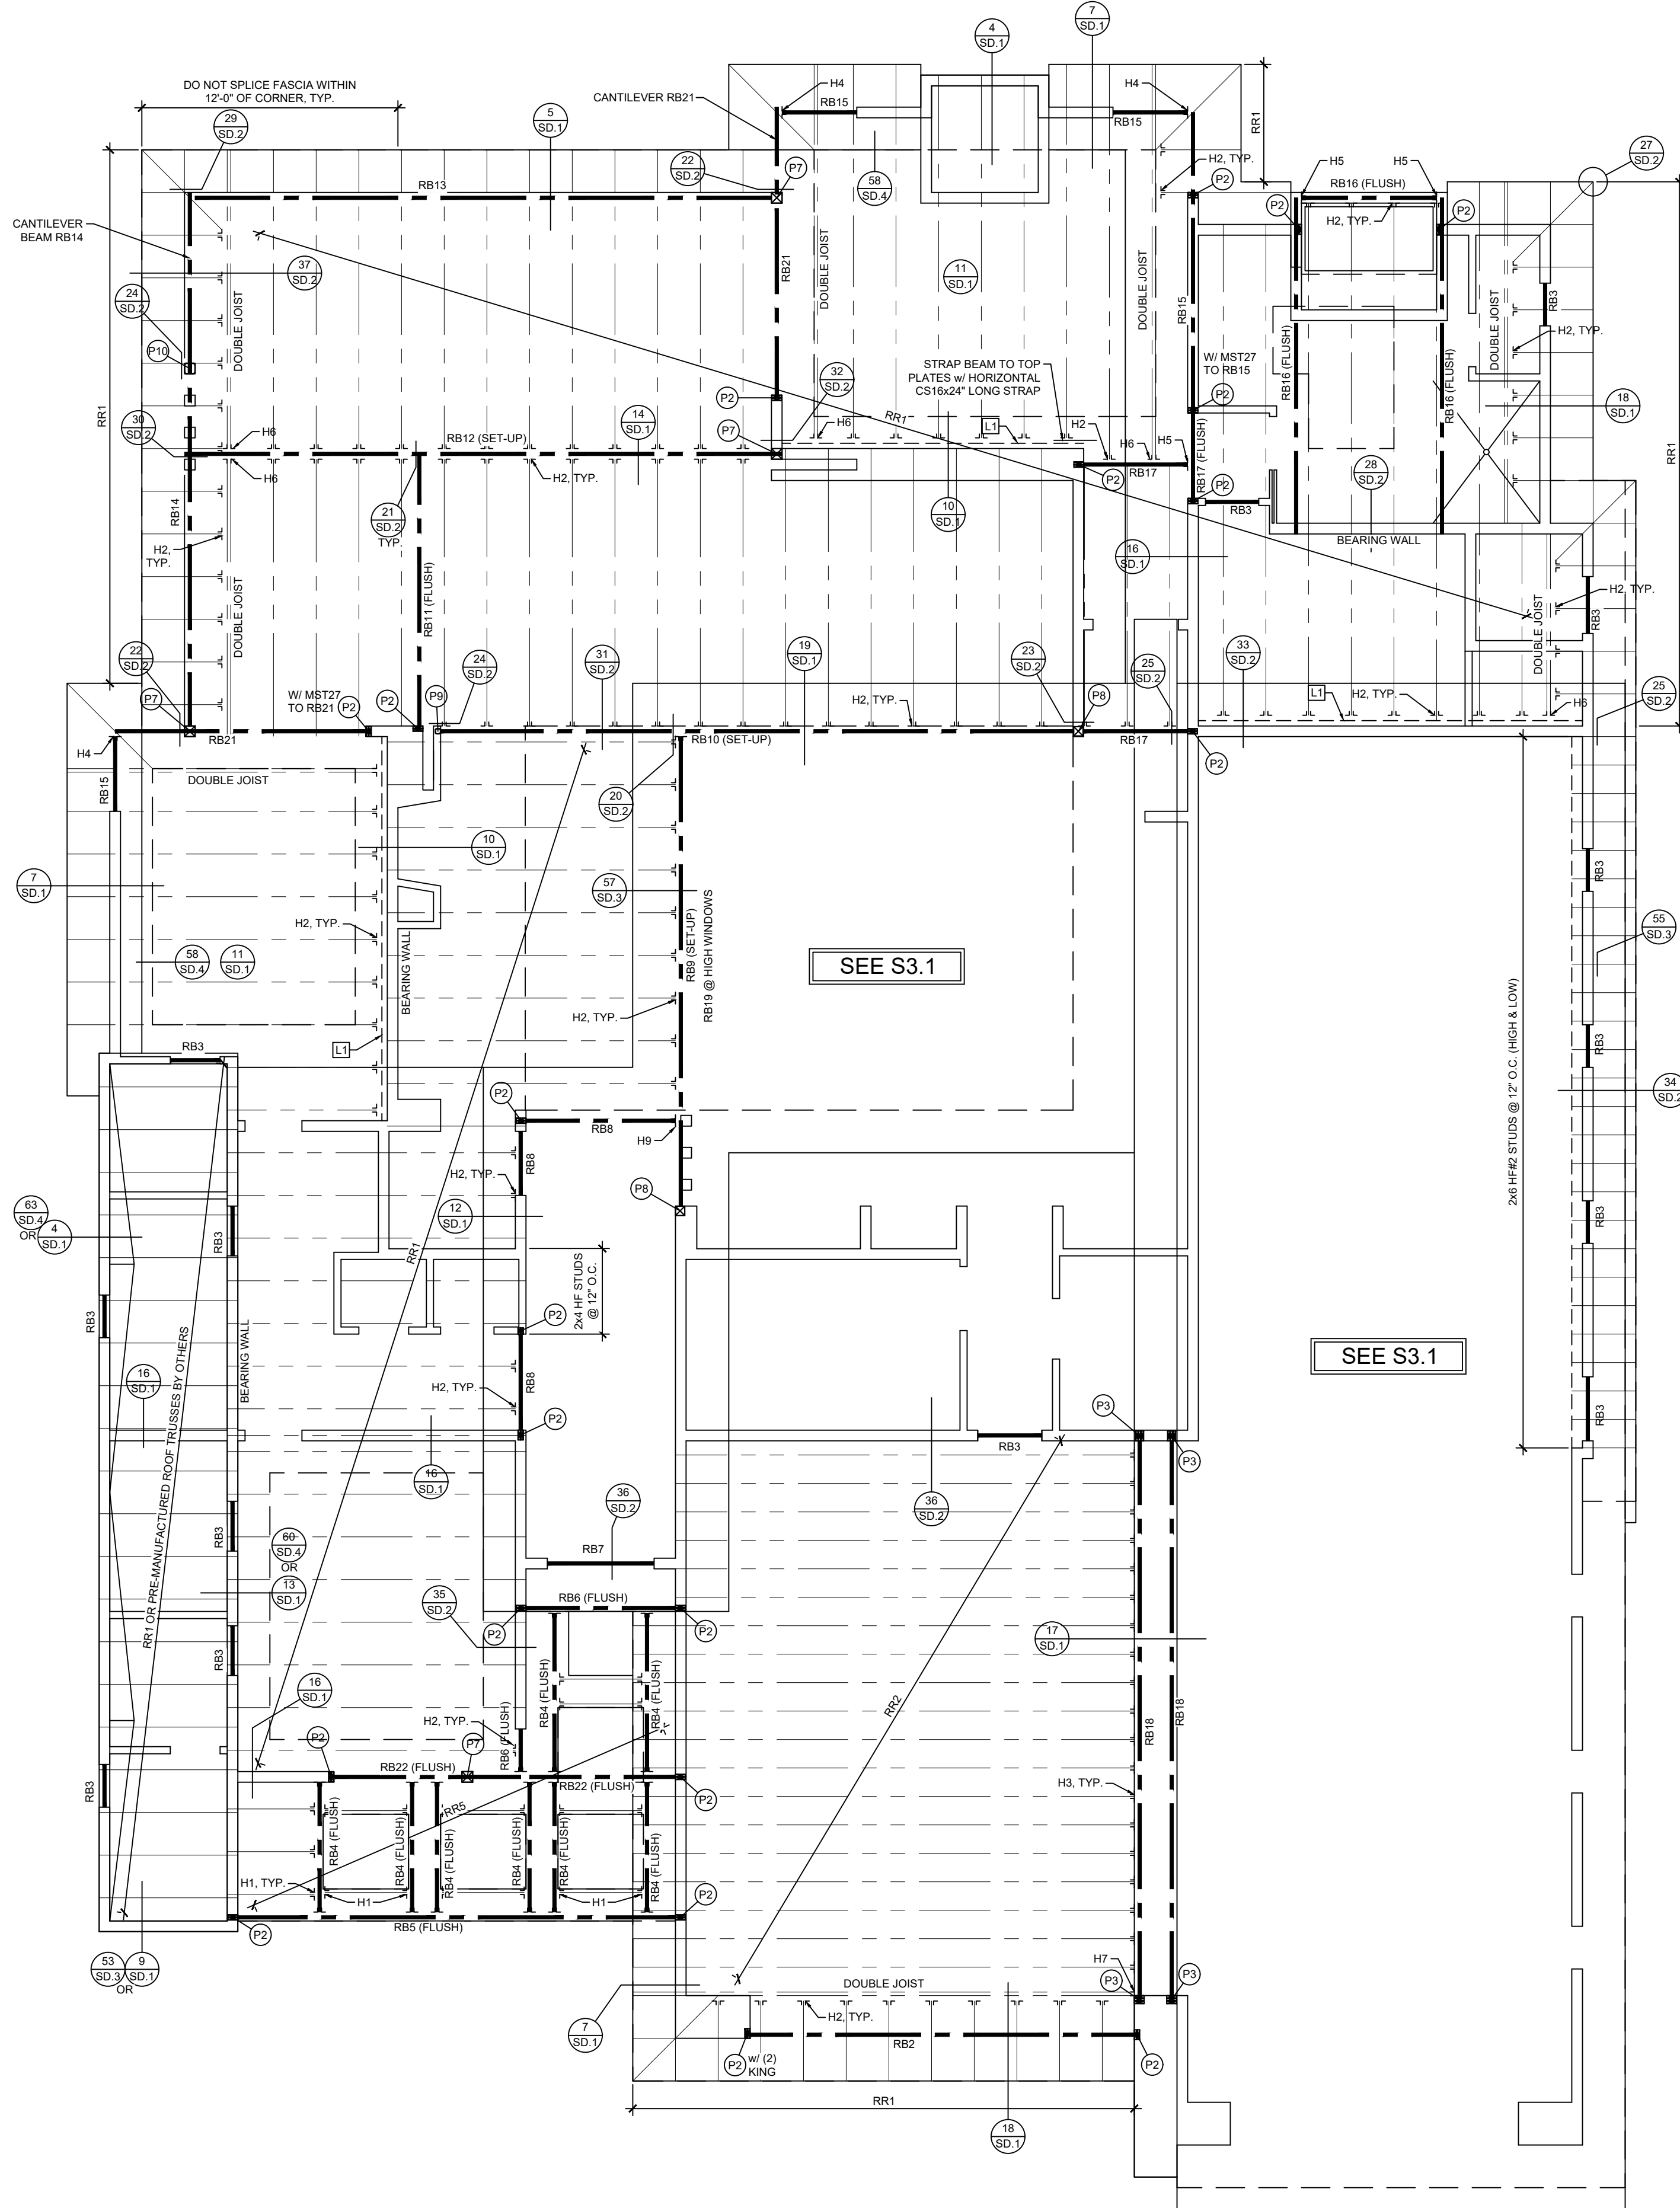 4
SD.1
7
SD.1
DO NOT SPLICE FASCIA WITHIN
12'-0" OF CORNER, TYP.
CANTILEVER RB21
H4
RB15
H4
RB15
29
SD.2
5
SD.1
RR1
22
SD.2
P7
58
SD.4
H2, TYP.
P2
H5
H5
RB16 (FLUSH)
27
SD.2
RB13
CANTILEVER
BEAM RB14
P2
H2, TYP.
P2
37
SD.2
DOUBLE JOIST
RB21
DOUBLE JOIST
11
SD.1
DOUBLE JOIST
RB15
DOUBLE JOIST
RB3
24
SD.2
P10
H2, TYP.
RB16 (FLUSH)
RB16 (FLUSH)
STRAP BEAM TO TOP
PLATES w/ HORIZONTAL
CS16x24" LONG STRAP
W/ MST27
TO RB15
32
SD.2
P2
RR1
P2
18
SD.1
RR1
30
SD.2
H6
RB12 (SET-UP)
14
SD.1
P7
H6
L1
H2
H6
H5
RB17 (FLUSH)
RR1
H6
H2, TYP.
RB17
P2
P2
28
SD.2
RB14
21
SD.2
TYP.
10
SD.1
RB3
BEARING WALL
H2,
TYP.
16
SD.1
DOUBLE JOIST
RB11 (FLUSH)
DOUBLE JOIST
H2, TYP.
RB3
22
SD.2
P7
24
SD.2
31
SD.2
19
SD.1
23
SD.2
25
SD.2
33
SD.2
25
SD.2
W/ MST27
TO RB21
P2
P2
P9
H2, TYP.
P8
L1
H2, TYP.
H6
RB21
RB10 (SET-UP)
RB17
P2
H4
RB15
DOUBLE JOIST
20
SD.2
10
SD.1
7
SD.1
57
SD.3
RB3
H2, TYP.
RB9 (SET-UP)
RB19 @ HIGH WINDOWS
55
SD.3
58
SD.4
11
SD.1
BEARING WALL
SEE S3.1
2x6 HF#2 STUDS @ 12" O.C. (HIGH & LOW)
H2, TYP.
L1
RB3
RB3
34
SD.2
P2
RB8
H9
RB8
H2, TYP.
P8
63
SD.4
OR
4
SD.1
12
SD.1
RB3
RB3
RR1
2x4 HF STUDS
@ 12" O.C.
RB3
P2
SEE S3.1
BEARING WALL
16
SD.1
H2, TYP.
RB8
P3
RB3
P2
RB3
P3
16
SD.1
36
SD.2
36
SD.2
RR1 OR PRE-MANUFACTURED ROOF TRUSSES BY OTHERS
RB3
60
SD.4
OR
13
SD.1
RB7
35
SD.2
RB6 (FLUSH)
P2
P2
17
SD.1
RB3
16
SD.1
RB4 (FLUSH)
RB4 (FLUSH)
RR2
RB18
RB18
H2, TYP.
RB6 (FLUSH)
P2
P7
RB22 (FLUSH)
RB22 (FLUSH)
P2
H3, TYP.
RB3
RR5
RB4 (FLUSH)
RB4 (FLUSH)
RB4 (FLUSH)
RB4 (FLUSH)
RB4 (FLUSH)
RB4 (FLUSH)
H1, TYP.
H1
H1
P2
RB5 (FLUSH)
P2
53
SD.3
OR
9
SD.1
DOUBLE JOIST
H7
P3
P3
7
SD.1
H2, TYP.
RB2
P2
w/ (2)
KING
P2
RR1
18
SD.1